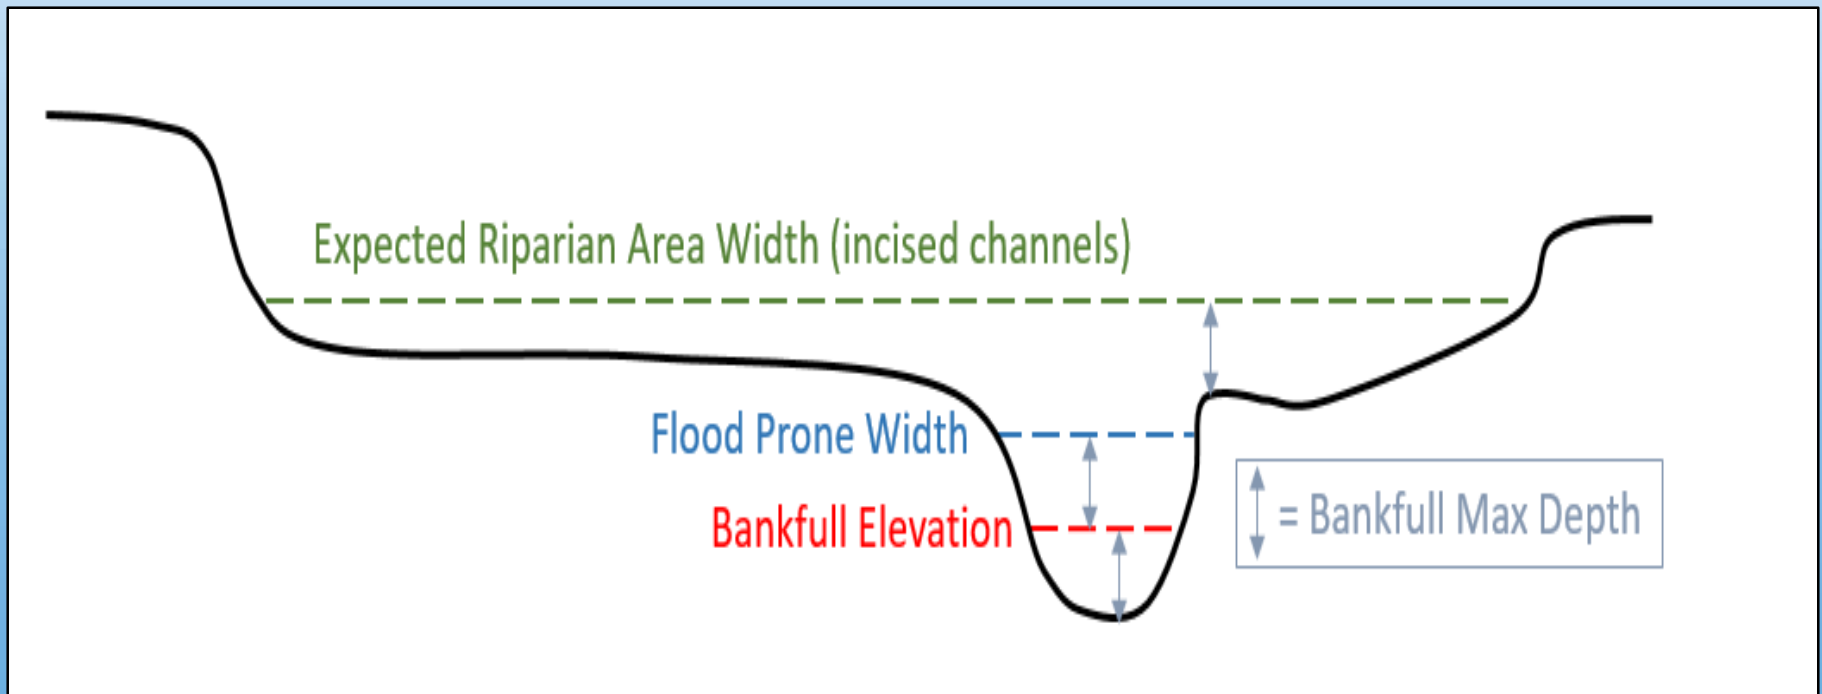 Expected Riparian Area Width (incised channels)
Flood Prone Width
Bankfull Elevation
= Bankfull Max Depth